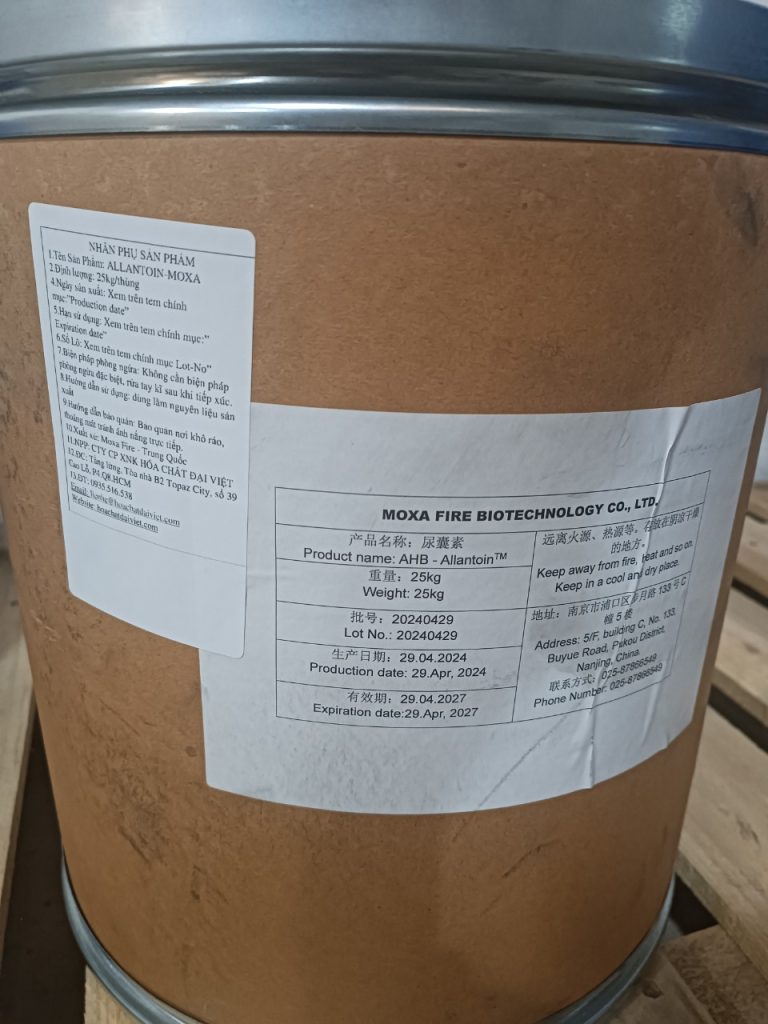 NHÃN PHỤ SẢN PHẨM
1.Tên Sản Phẩm: ALLANTOIN-MOXA
2.Định lượng: 25kg/thùng
4.Ngày sản xuất: Xem trên tem chính
mục:"Production date"
5.Hạn sử dụng: Xem trên tem chính mục:"
Expiration date"
6.Số Lô: Xem trên tem chính mục Lot-No"
7.Biện pháp phòng ngừa: Không cần biện pháp
phòng ngừa đặc biệt, rửa tay kĩ sau khi tiếp xúc.
8.Hướng dẫn sử dụng: dùng làm nguyên liệu sản
xuất
9.Hướng dẫn bảo quản: Bảo quản nơi khô ráo,
thoáng mát tránh ánh nắng trực tiếp.
10.Xuất xứ: Moxa Fire - Trung Quốc
11.NPP: CTY CP XNK HÓA CHẤT ĐẠI VIỆT
12.ĐC: Tầng lửng, Tòa nhà B2 Topaz City, số 39
Cao Lỗ, P4.Q8.HCM
13.ĐT: 0935.516.538
Email: @hoachatdaiviet.com
Website: hoachatdaiviet.com
MOXA FIRE BIOTECHNOLOGY CO., LTD.
产品名称：尿囊素
Product name: AHB - Allantoin™
重量：25kg
Weight: 25kg
批号：20240429
Lot No.: 20240429
生产日期：29.04.2024
Production date: 29.Apr, 2024
有效期：29.04.2027
Expiration date:29.Apr, 2027
远离火源、热源等。存放在阴凉干燥
的地方。
Keep away from fire, heat and so on.
Keep in a cool and dry place.
地址：南京市浦口区步月路 133 号 C
幢 5 楼
Address: 5/F, building C, No. 133,
Buyue Road, Pukou District,
Nanjing, China.
联系方式：025-87866549
Phone Number: 025-87866549